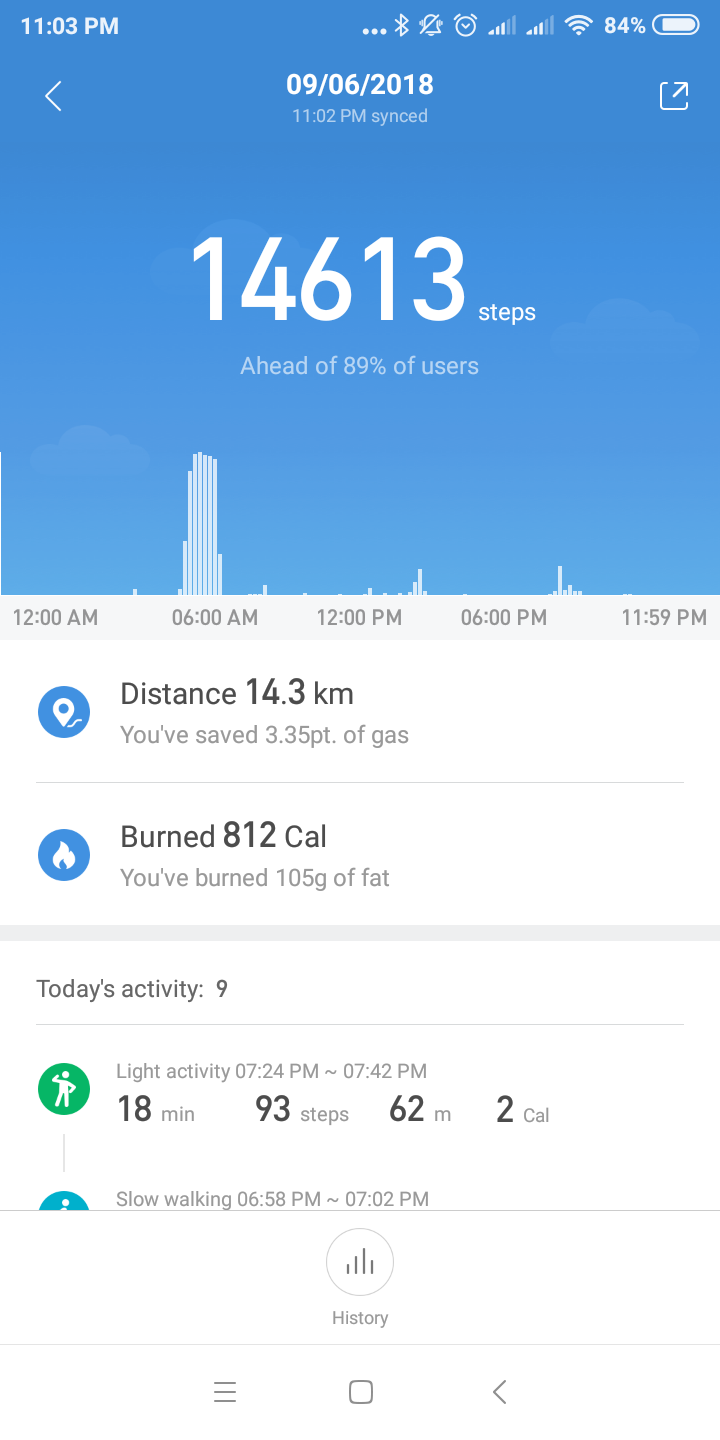 11:03 PM ... 84%
09/06/2018
11:02 PM synced
14613 steps
Ahead of 89% of users
12:00 AM 06:00 AM 12:00 PM 06:00 PM 11:59 PM
Distance 14.3 km
You've saved 3.35pt. of gas
Burned 812 Cal
You've burned 105g of fat
Today's activity: 9
Light activity 07:24 PM ~ 07:42 PM
18 min 93 steps 62 m 2 Cal
Slow walking 06:58 PM ~ 07:02 PM
History